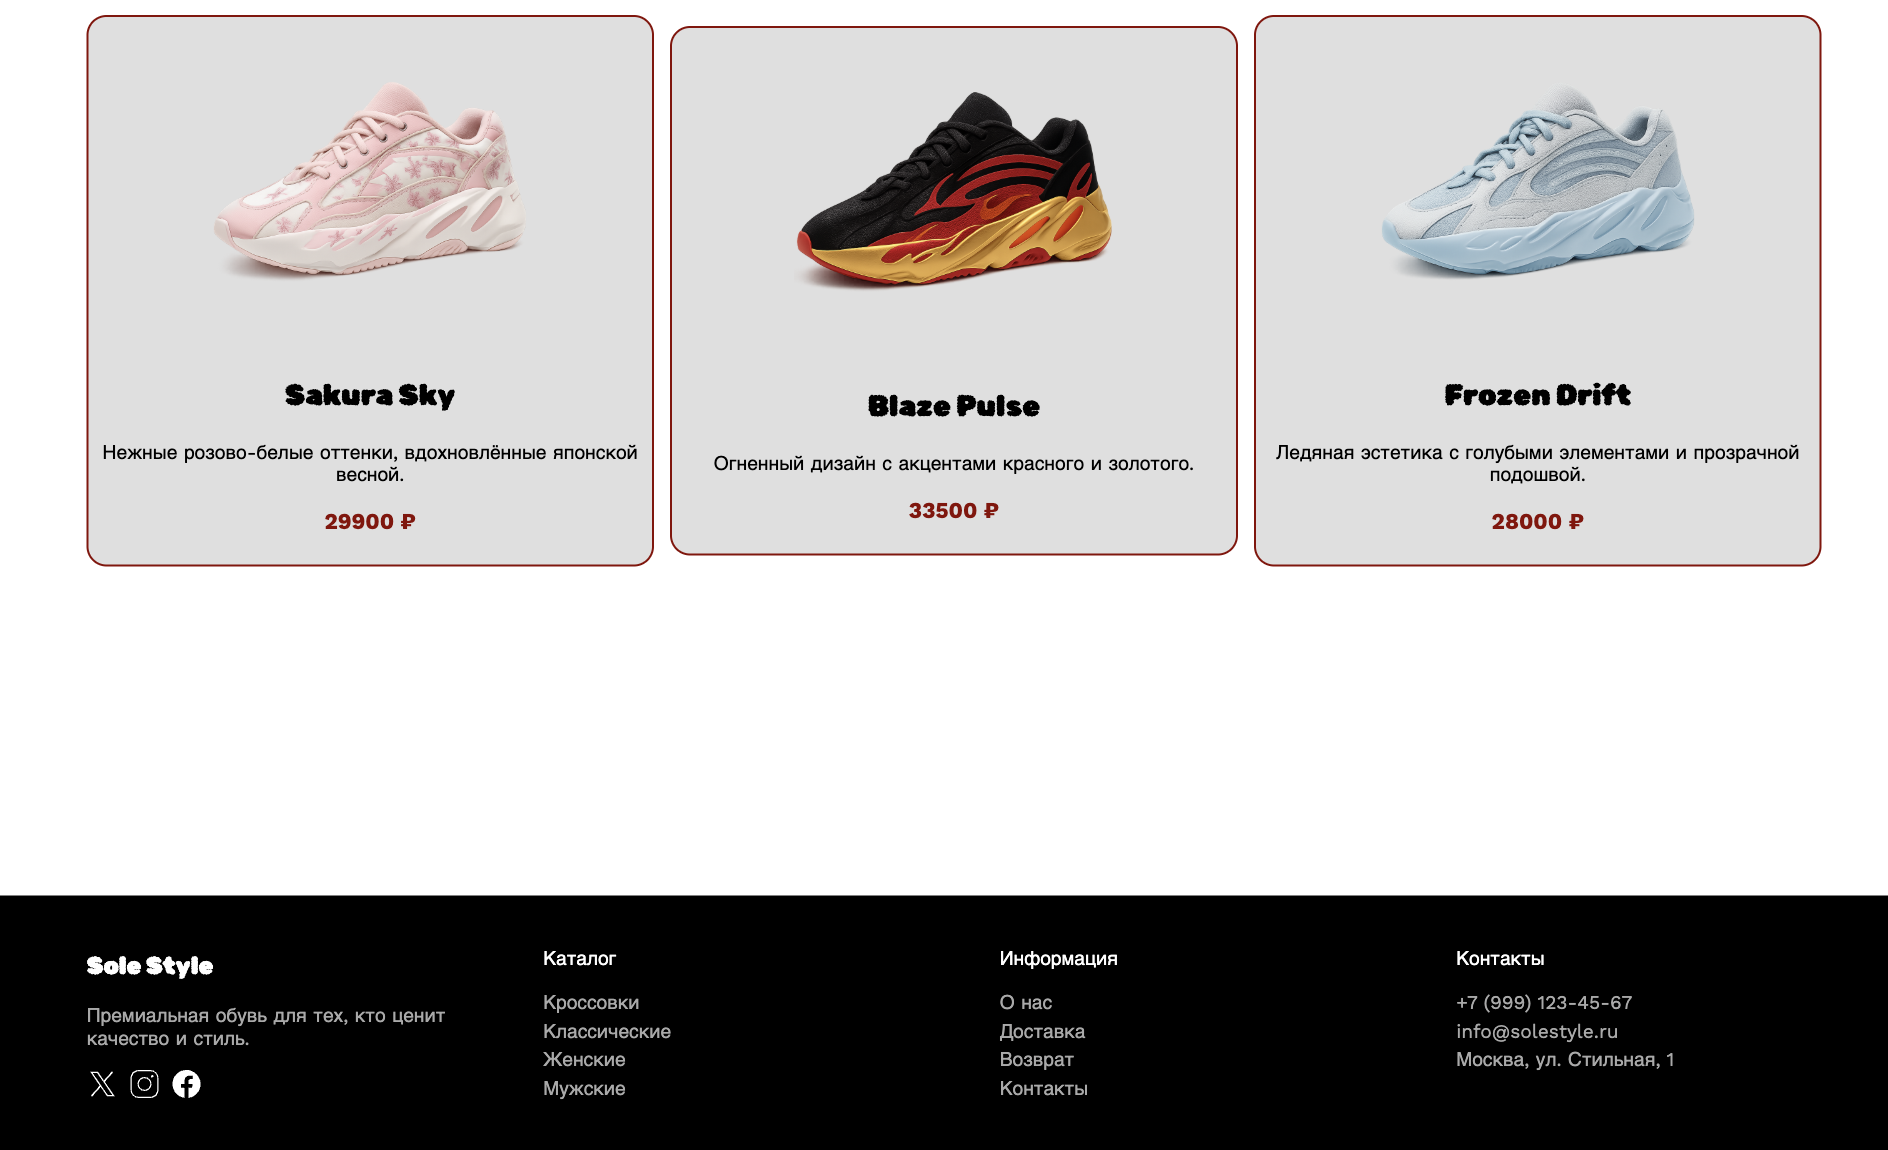 Sakura Sky
Нежные розово-белые оттенки, вдохновлённые японской
весной.
29900 ₽
Blaze Pulse
Огненный дизайн с акцентами красного и золотого.
33500 ₽
Frozen Drift
Ледяная эстетика с голубыми элементами и прозрачной
подошвой.
28000 ₽
Sole Style
Премиальная обувь для тех, кто ценит
качество и стиль.
Каталог
Кроссовки
Классические
Женские
Мужские
Информация
О нас
Доставка
Возврат
Контакты
Контакты
+7 (999) 123-45-67
info@solestyle.ru
Москва, ул. Стильная, 1